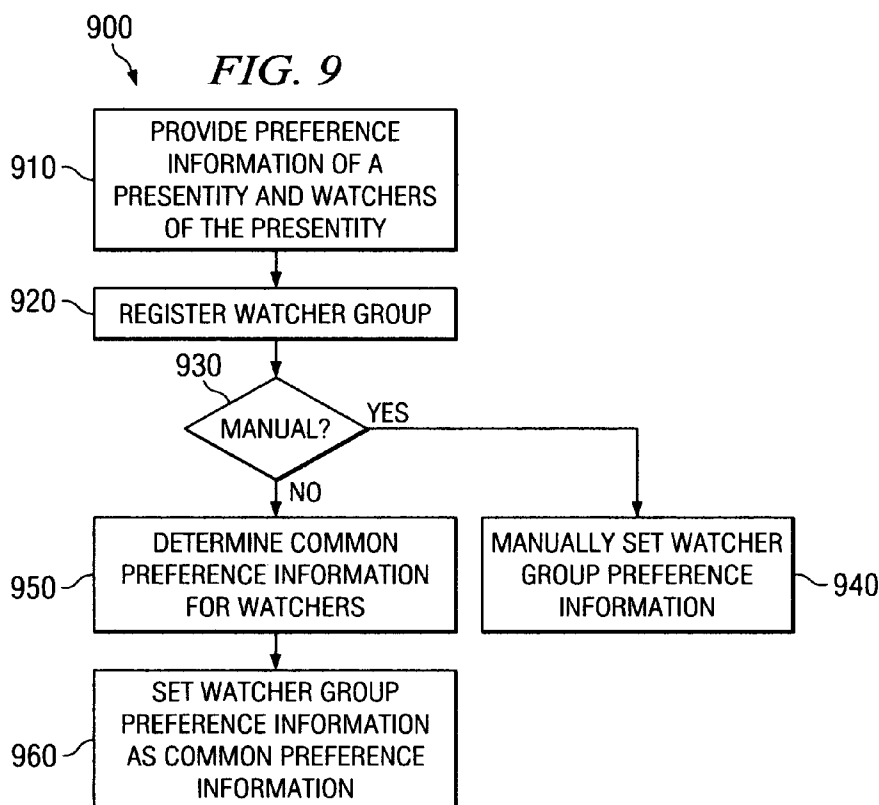 900
FIG. 9
910
PROVIDE PREFERENCE
INFORMATION OF A
PRESENTITY AND WATCHERS
OF THE PRESENTITY
920
REGISTER WATCHER GROUP
930
MANUAL?
YES
NO
950
DETERMINE COMMON
PREFERENCE INFORMATION
FOR WATCHERS
MANUALLY SET WATCHER
GROUP PREFERENCE
INFORMATION
940
960
SET WATCHER GROUP
PREFERENCE INFORMATION
AS COMMON PREFERENCE
INFORMATION